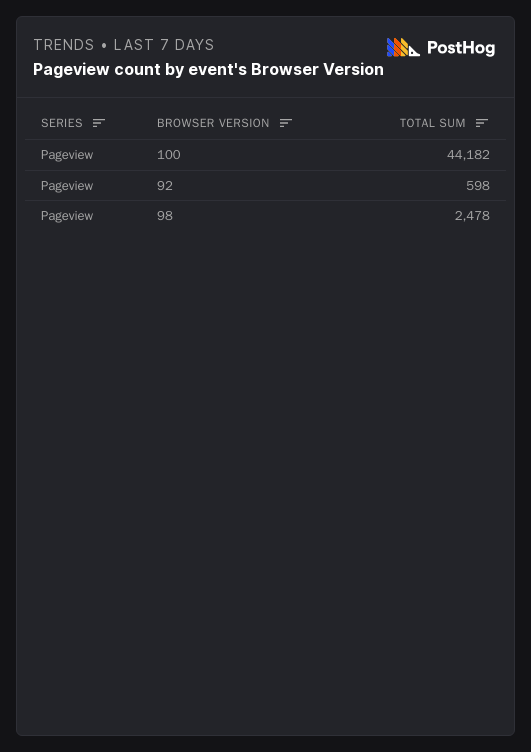 TRENDS • LAST 7 DAYS
PostHog
Pageview count by event's Browser Version
SERIES BROWSER VERSION TOTAL SUM
Pageview 100 44,182
Pageview 92 598
Pageview 98 2,478